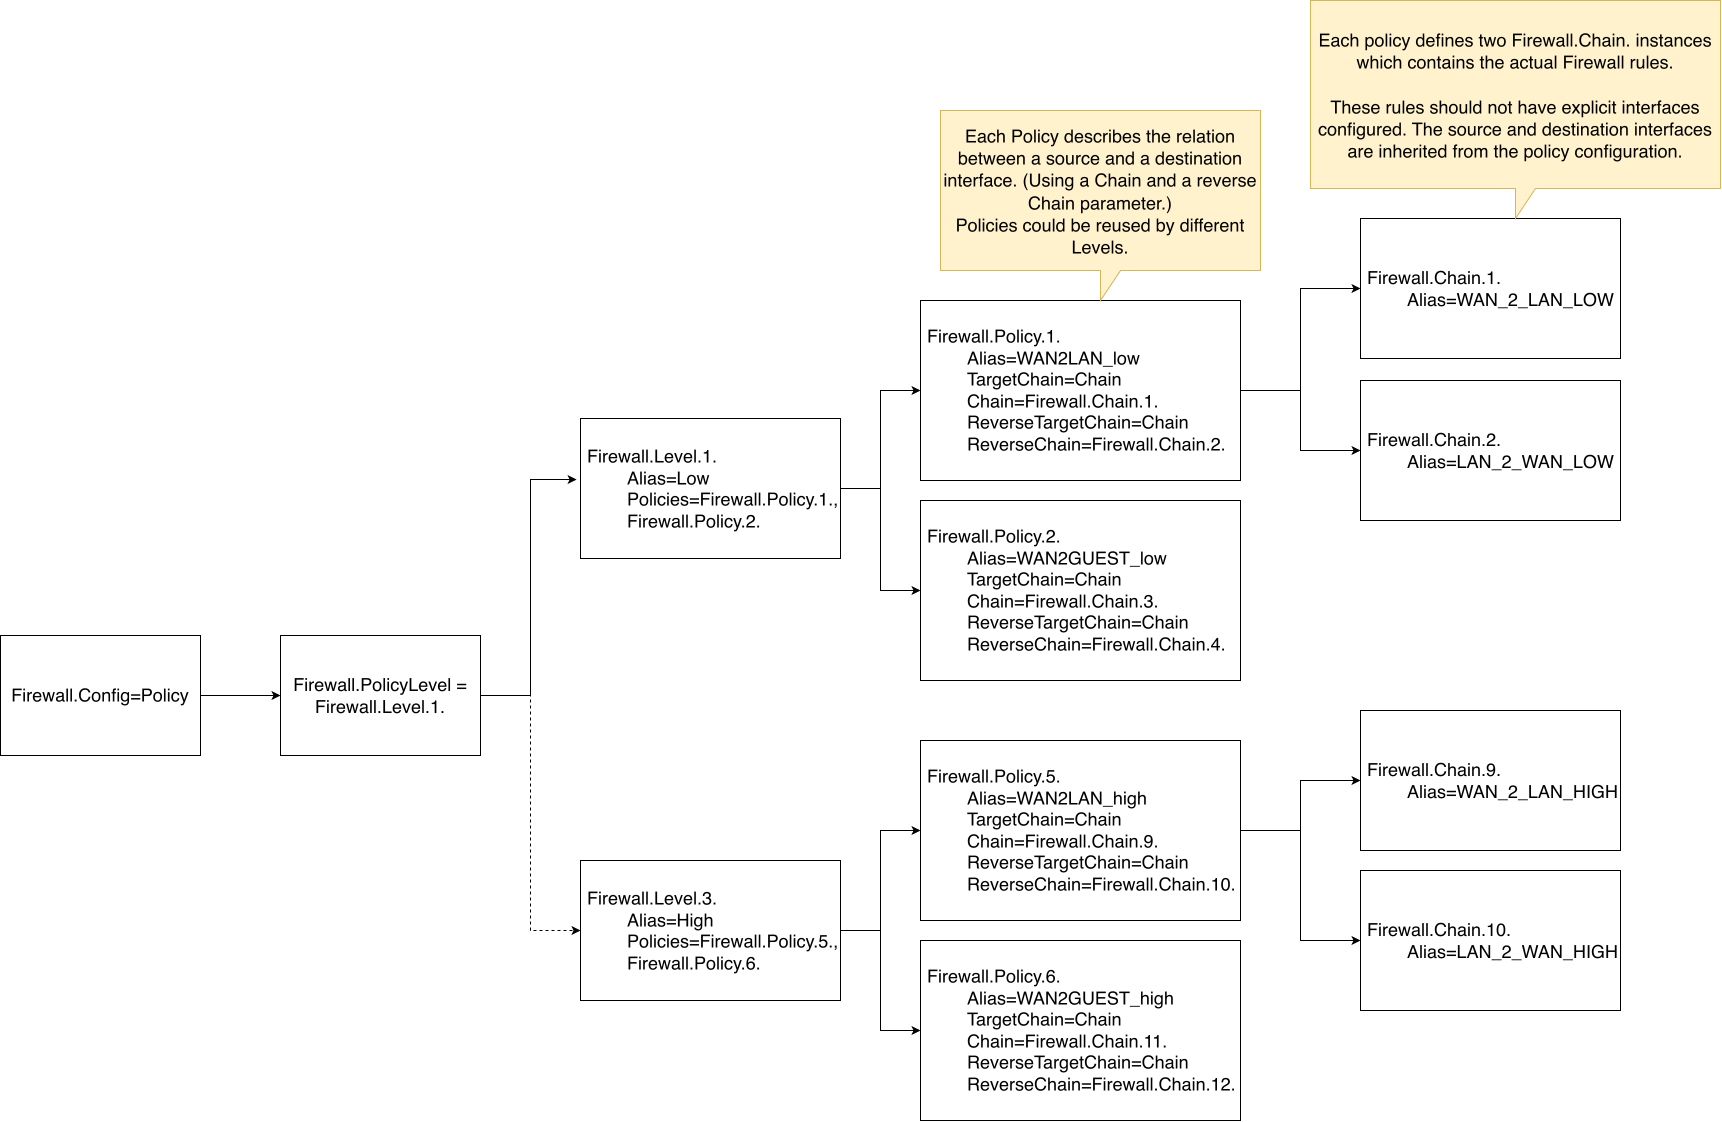 Each policy defines two Firewall.Chain. instances
which contains the actual Firewall rules.
These rules should not have explicit interfaces
configured. The source and destination interfaces
are inherited from the policy configuration.
Each Policy describes the relation
between a source and a destination
interface. (Using a Chain and a reverse
Chain parameter.)
Policies could be reused by different
Levels.
Firewall.Config=Policy
Firewall.PolicyLevel =
Firewall.Level.1.
Firewall.Level.1.
Alias=Low
Policies=Firewall.Policy.1.,
Firewall.Policy.2.
Firewall.Policy.1.
Alias=WAN2LAN_low
TargetChain=Chain
Chain=Firewall.Chain.1.
ReverseTargetChain=Chain
ReverseChain=Firewall.Chain.2.
Firewall.Chain.1.
Alias=WAN_2_LAN_LOW
Firewall.Chain.2.
Alias=LAN_2_WAN_LOW
Firewall.Policy.2.
Alias=WAN2GUEST_low
TargetChain=Chain
Chain=Firewall.Chain.3.
ReverseTargetChain=Chain
ReverseChain=Firewall.Chain.4.
Firewall.Level.3.
Alias=High
Policies=Firewall.Policy.5.,
Firewall.Policy.6.
Firewall.Policy.5.
Alias=WAN2LAN_high
TargetChain=Chain
Chain=Firewall.Chain.9.
ReverseTargetChain=Chain
ReverseChain=Firewall.Chain.10.
Firewall.Chain.9.
Alias=WAN_2_LAN_HIGH
Firewall.Chain.10.
Alias=LAN_2_WAN_HIGH
Firewall.Policy.6.
Alias=WAN2GUEST_high
TargetChain=Chain
Chain=Firewall.Chain.11.
ReverseTargetChain=Chain
ReverseChain=Firewall.Chain.12.